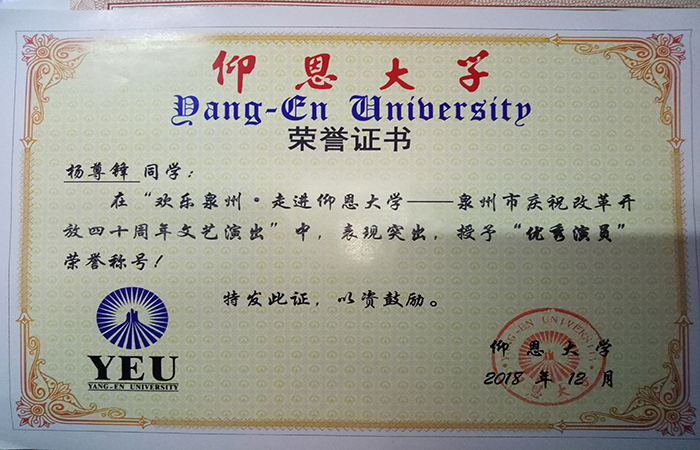 仰恩大学
Yang-En University
荣誉证书
杨尊锋 同学：
在“欢乐泉州·走进仰恩大学——泉州市庆祝改革开
放四十周年文艺演出”中，表现突出，授予“优秀演员”
荣誉称号！
特发此证，以资鼓励。
YEU
YANG-EN UNIVERSITY
YANG-EN UNIVERSITY
仰恩大学
2018 年 12 月